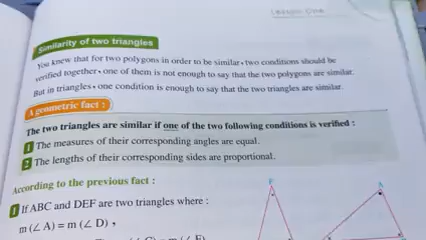 Lesson One
Similarity of two triangles
You knew that for two polygons in order to be similar, two conditions should be
verified together, one of them is not enough to say that the two polygons are similar.
But in triangles, one condition is enough to say that the two triangles are similar.
A geometric fact :
The two triangles are similar if one of the two following conditions is verified :
1 The measures of their corresponding angles are equal.
2 The lengths of their corresponding sides are proportional.
According to the previous fact :
1 If ABC and DEF are two triangles where :
m (∠ A) = m (∠ D) ,